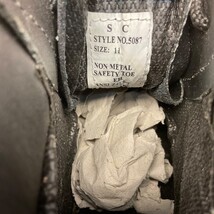 S C
STYLE NO.5087
SIZE: 11
NON-METAL
SAFETY TOE